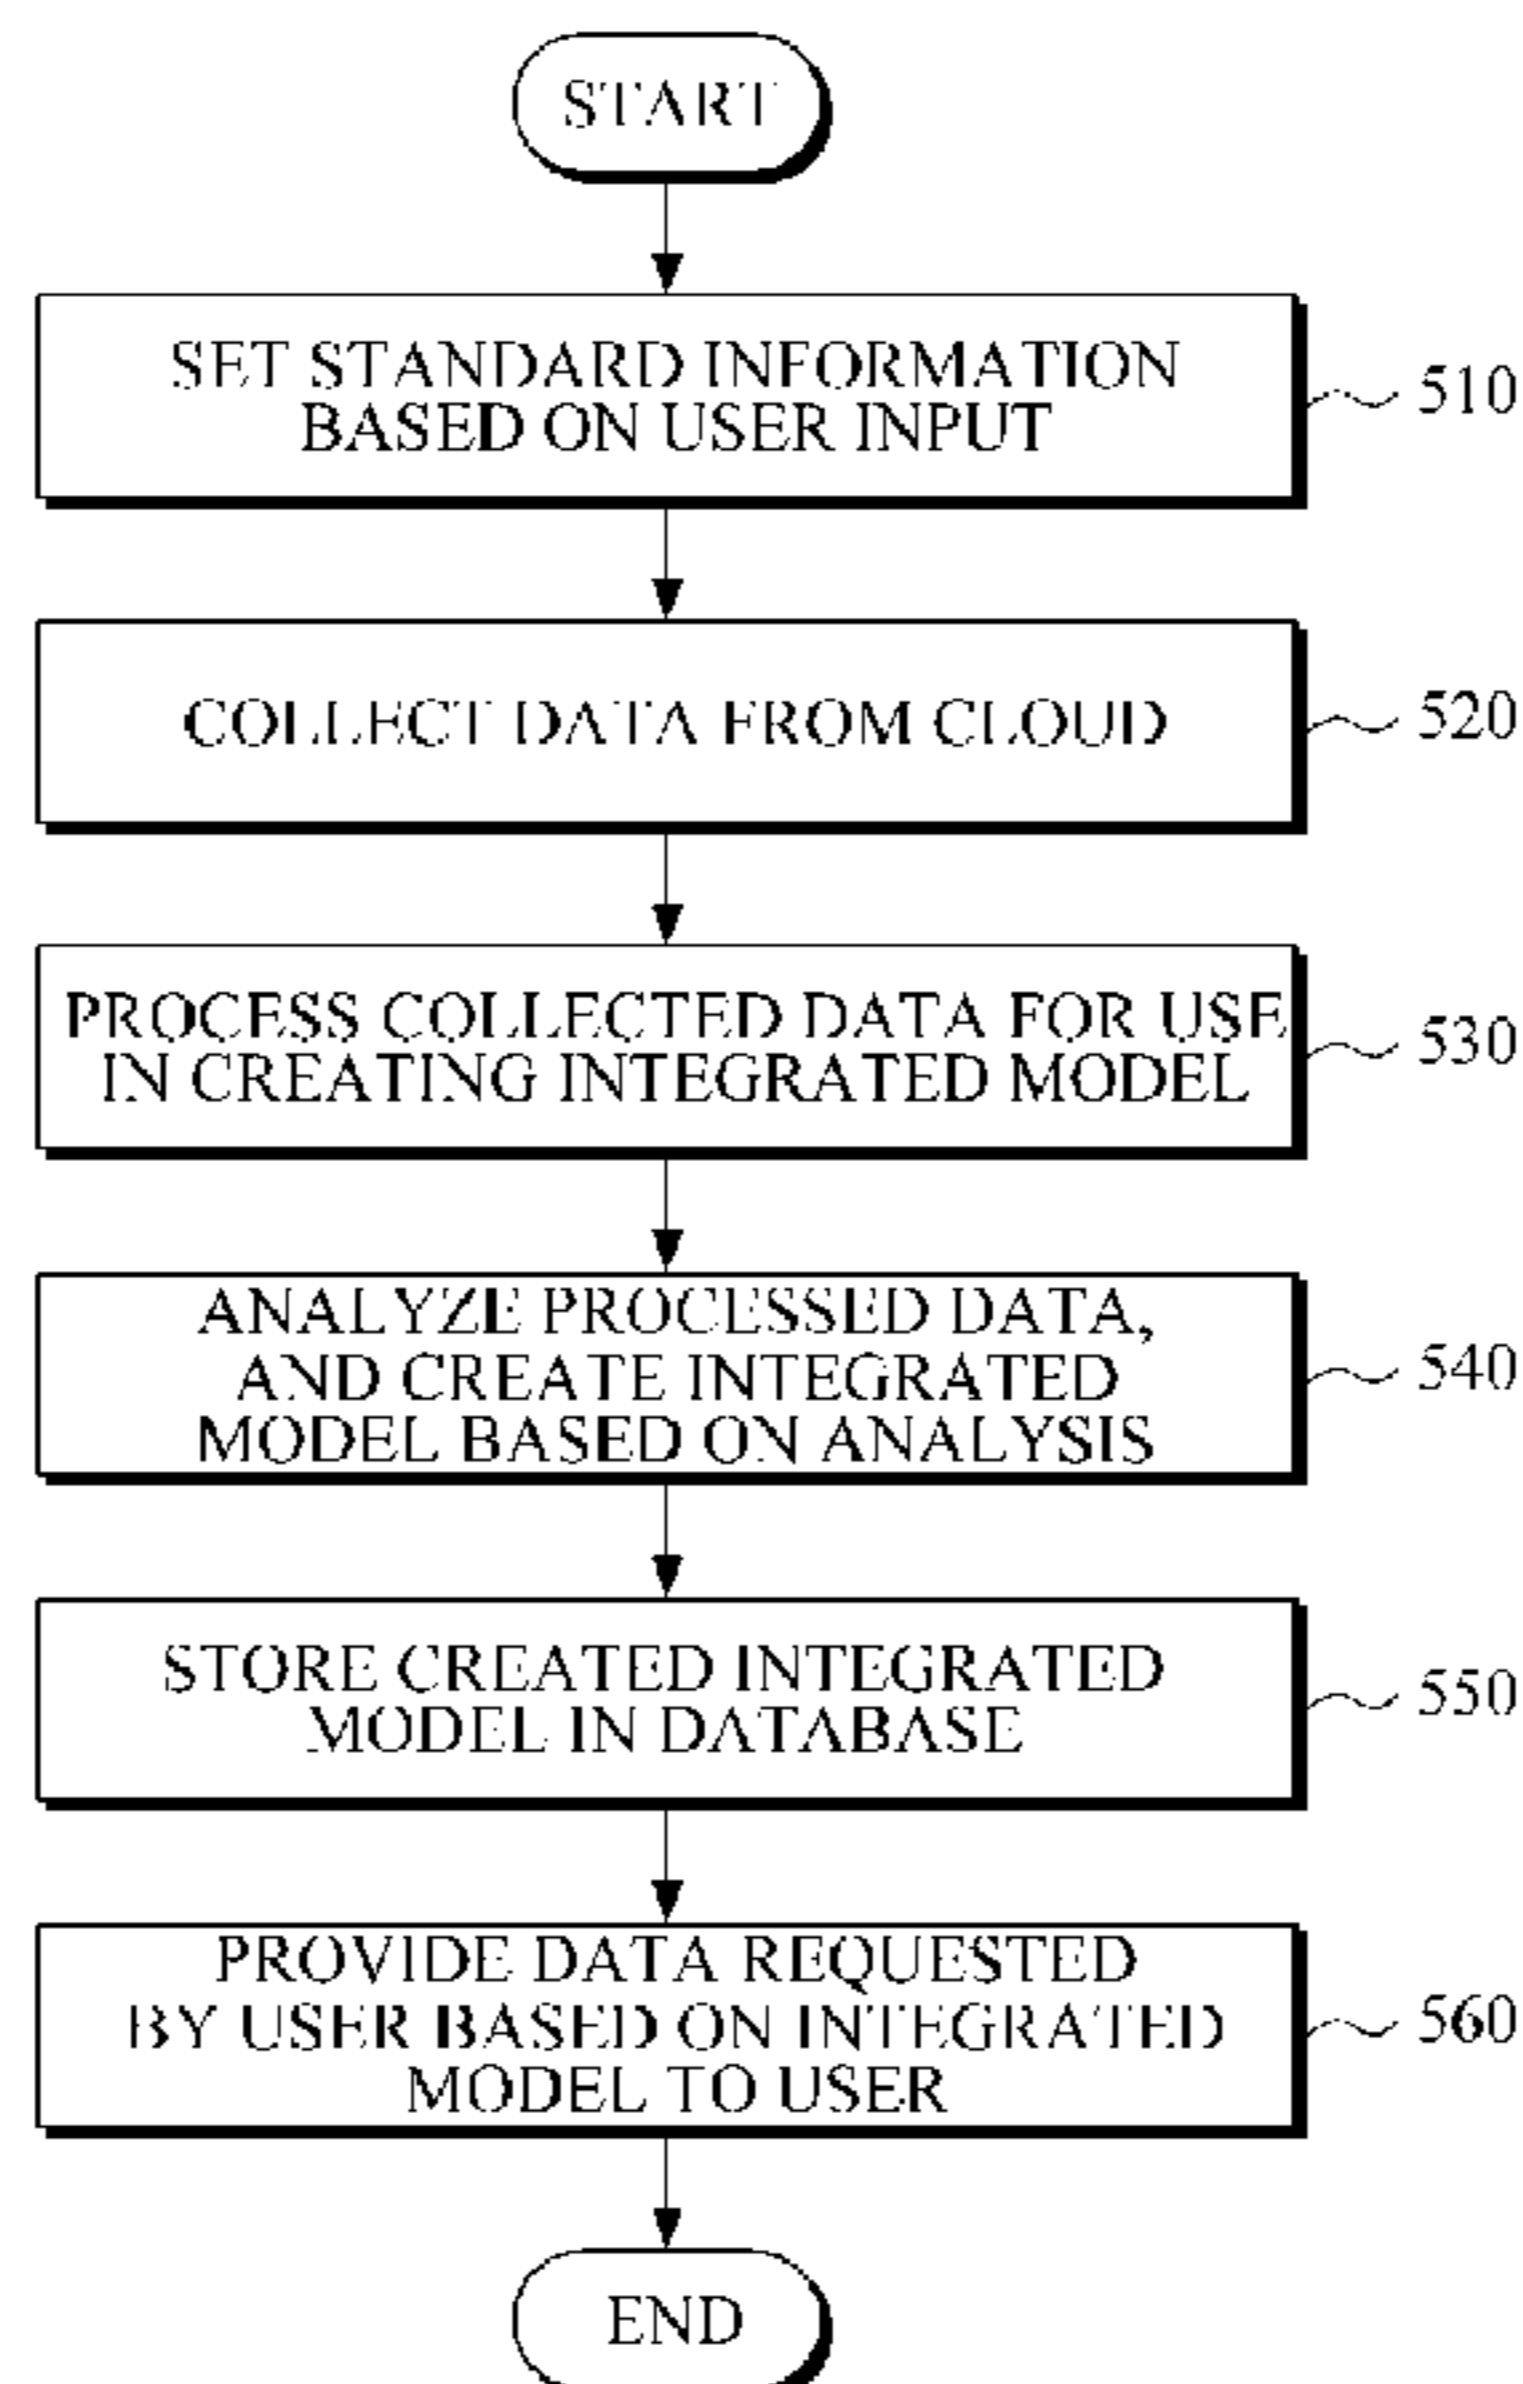 START
SET STANDARD INFORMATION
BASED ON USER INPUT
510
COLLECT DATA FROM CLOUD
520
PROCESS COLLECTED DATA FOR USE
IN CREATING INTEGRATED MODEL
530
ANALYZE PROCESSED DATA,
AND CREATE INTEGRATED
MODEL BASED ON ANALYSIS
540
STORE CREATED INTEGRATED
MODEL IN DATABASE
550
PROVIDE DATA REQUESTED
BY USER BASED ON INTEGRATED
MODEL TO USER
560
END